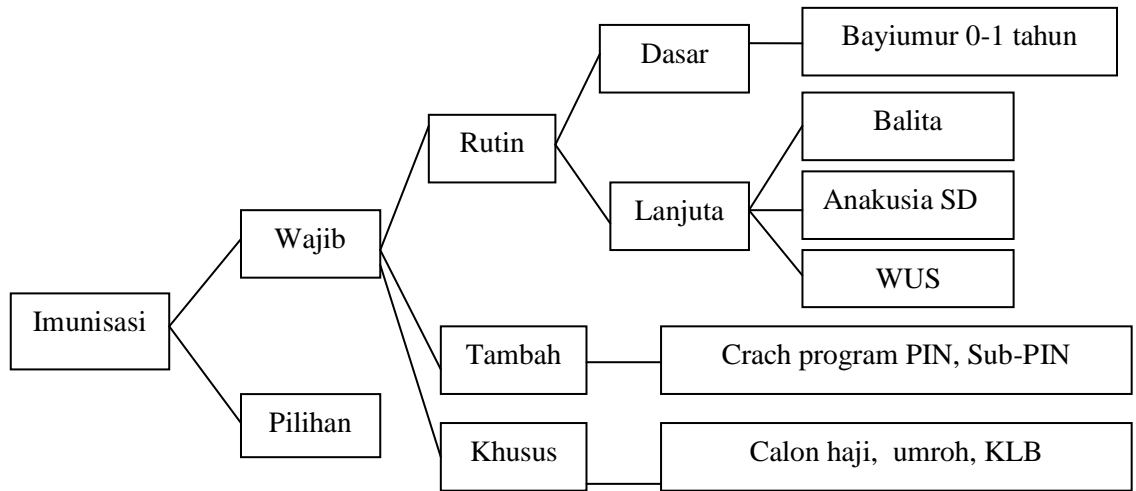 Imunisasi
Wajib
Pilihan
Rutin
Tambah
Khusus
Dasar
Lanjuta
Bayiumur 0-1 tahun
Balita
Anakusia SD
WUS
Crach program PIN, Sub-PIN
Calon haji, umroh, KLB